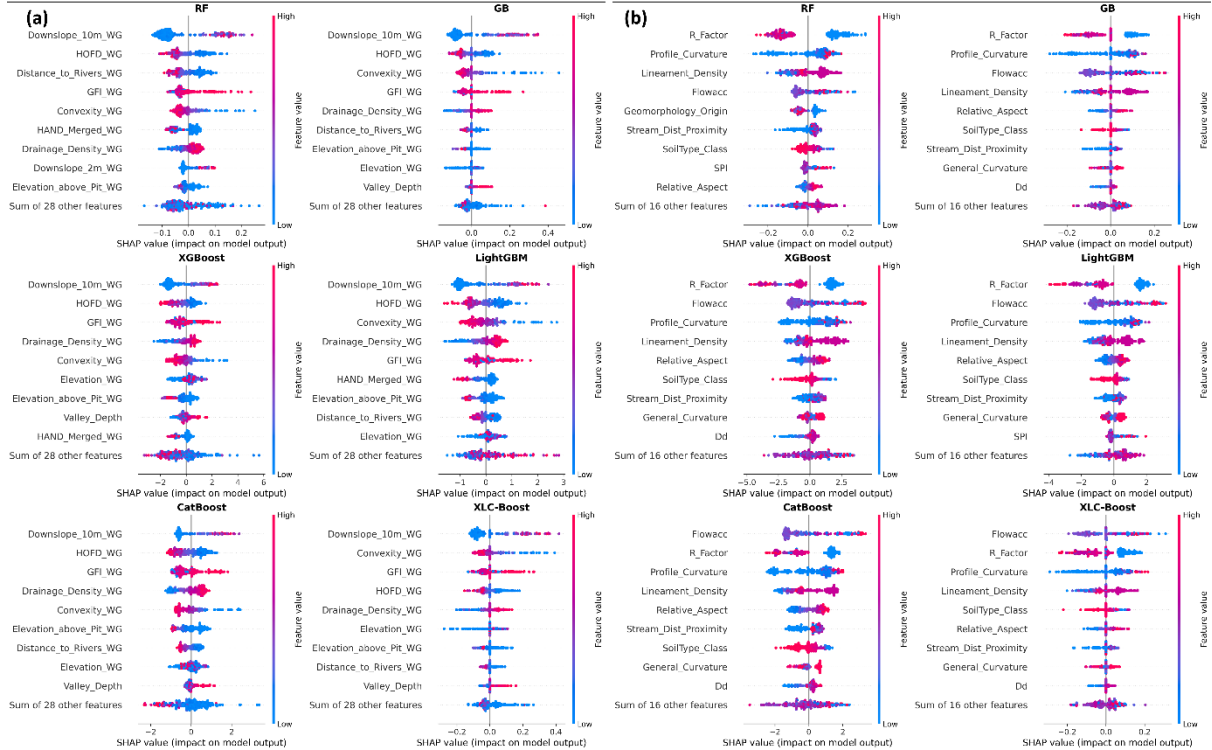 (a)
RF
Downslope_10m_WG
HOFD_WG
Distance_to_Rivers_WG
GFI_WG
Convexity_WG
HAND_Merged_WG
Drainage_Density_WG
Downslope_2m_WG
Elevation_above_Pit_WG
Sum of 28 other features
−0.1 0.0 0.1 0.2
SHAP value (impact on model output)
High
Feature value
Low
GB
Downslope_10m_WG
HOFD_WG
Convexity_WG
GFI_WG
Drainage_Density_WG
Distance_to_Rivers_WG
Elevation_above_Pit_WG
Elevation_WG
Valley_Depth
Sum of 28 other features
0.0 0.2 0.4
SHAP value (impact on model output)
High
Feature value
Low
(b)
RF
R_Factor
Profile_Curvature
Lineament_Density
Flowacc
Geomorphology_Origin
Stream_Dist_Proximity
SoilType_Class
SPI
Relative_Aspect
Sum of 16 other features
−0.2 0.0 0.2
SHAP value (impact on model output)
High
Feature value
Low
GB
R_Factor
Profile_Curvature
Flowacc
Lineament_Density
Relative_Aspect
SoilType_Class
Stream_Dist_Proximity
General_Curvature
Dd
Sum of 16 other features
−0.2 0.0 0.2
SHAP value (impact on model output)
High
Feature value
Low
XGBoost
Downslope_10m_WG
HOFD_WG
GFI_WG
Drainage_Density_WG
Convexity_WG
Elevation_WG
Elevation_above_Pit_WG
Valley_Depth
HAND_Merged_WG
Sum of 28 other features
−2 0 2 4 6
SHAP value (impact on model output)
High
Feature value
Low
LightGBM
Downslope_10m_WG
HOFD_WG
Convexity_WG
Drainage_Density_WG
GFI_WG
HAND_Merged_WG
Elevation_above_Pit_WG
Distance_to_Rivers_WG
Elevation_WG
Sum of 28 other features
−1 0 1 2 3
SHAP value (impact on model output)
High
Feature value
Low
XGBoost
R_Factor
Flowacc
Profile_Curvature
Lineament_Density
Relative_Aspect
SoilType_Class
Stream_Dist_Proximity
General_Curvature
Dd
Sum of 16 other features
−5.0 −2.5 0.0 2.5
SHAP value (impact on model output)
High
Feature value
Low
LightGBM
R_Factor
Flowacc
Profile_Curvature
Lineament_Density
Relative_Aspect
SoilType_Class
Stream_Dist_Proximity
General_Curvature
SPI
Sum of 16 other features
−4 −2 0 2
SHAP value (impact on model output)
High
Feature value
Low
CatBoost
Downslope_10m_WG
HOFD_WG
GFI_WG
Drainage_Density_WG
Convexity_WG
Elevation_above_Pit_WG
Distance_to_Rivers_WG
Elevation_WG
Valley_Depth
Sum of 28 other features
−2 0 2
SHAP value (impact on model output)
High
Feature value
Low
XLC-Boost
Downslope_10m_WG
Convexity_WG
GFI_WG
HOFD_WG
Drainage_Density_WG
Elevation_WG
Elevation_above_Pit_WG
Distance_to_Rivers_WG
Valley_Depth
Sum of 28 other features
−0.2 0.0 0.2 0.4
SHAP value (impact on model output)
High
Feature value
Low
CatBoost
Flowacc
R_Factor
Profile_Curvature
Lineament_Density
Relative_Aspect
Stream_Dist_Proximity
SoilType_Class
General_Curvature
Dd
Sum of 16 other features
−2 0 2
SHAP value (impact on model output)
High
Feature value
Low
XLC-Boost
Flowacc
R_Factor
Profile_Curvature
Lineament_Density
SoilType_Class
Relative_Aspect
Stream_Dist_Proximity
General_Curvature
Dd
Sum of 16 other features
−0.2 0.0 0.2
SHAP value (impact on model output)
High
Feature value
Low